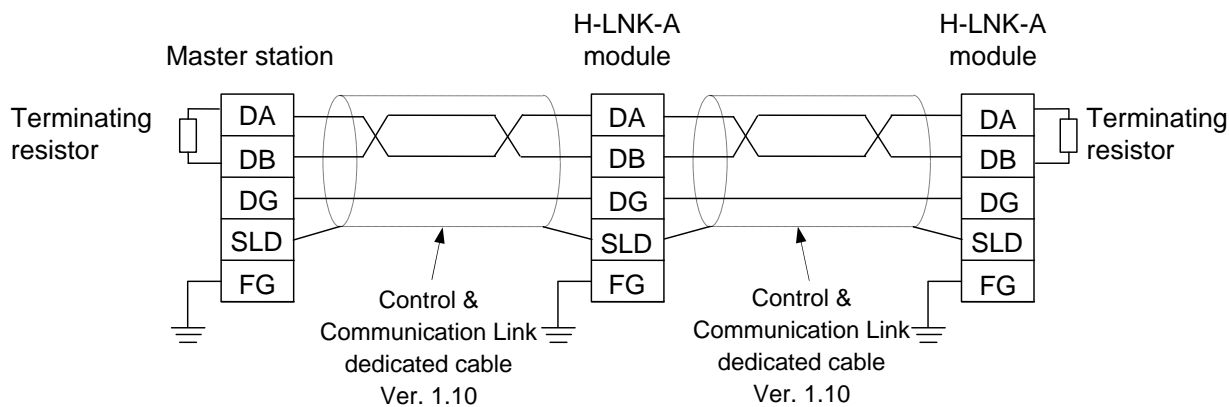 H-LNK-A
module
H-LNK-A
module
Master station
Terminating
resistor
DA
DB
DG
SLD
FG
DA
DB
DG
SLD
FG
DA
DB
DG
SLD
FG
Terminating
resistor
Control &
Communication Link
dedicated cable
Ver. 1.10
Control &
Communication Link
dedicated cable
Ver. 1.10